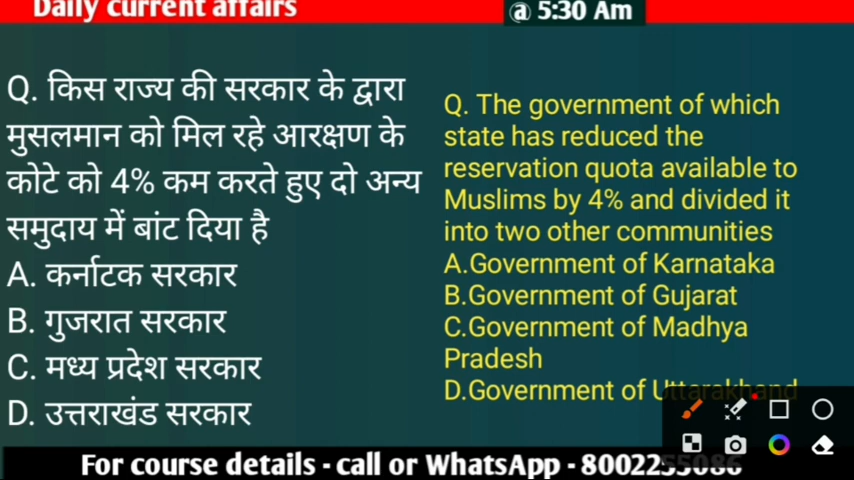 Daily current affairs
@ 5:30 Am
Q. किस राज्य की सरकार के द्वारा
मुसलमान को मिल रहे आरक्षण के
कोटे को 4% कम करते हुए दो अन्य
समुदाय में बांट दिया है
A. कर्नाटक सरकार
B. गुजरात सरकार
C. मध्य प्रदेश सरकार
D. उत्तराखंड सरकार
Q. The government of which
state has reduced the
reservation quota available to
Muslims by 4% and divided it
into two other communities
A.Government of Karnataka
B.Government of Gujarat
C.Government of Madhya
Pradesh
D.Government of Uttarakhand
For course details - call or WhatsApp - 8002255086